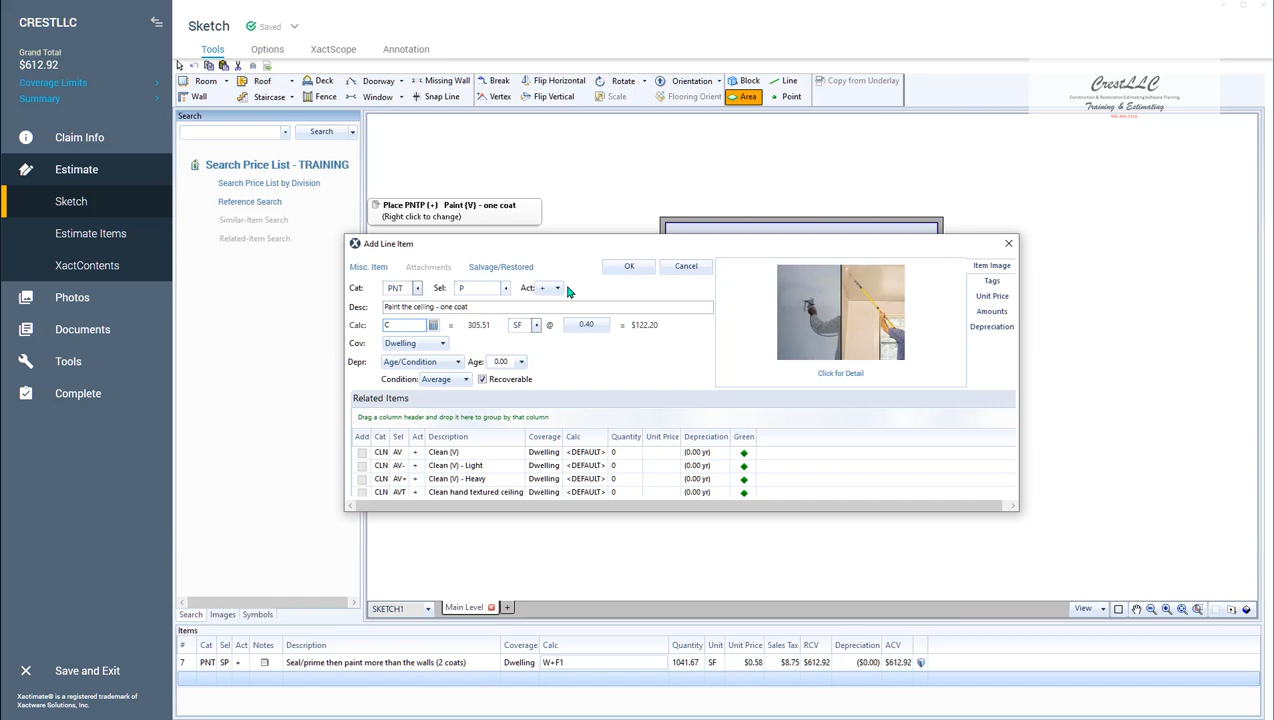 CRESTLLC
Grand Total
$612.92
Coverage Limits
Summary
Claim Info
Estimate
Sketch
Estimate Items
XactContents
Photos
Documents
Tools
Complete
Save and Exit
Xactimate® is a registered trademark of
Xactware Solutions, Inc.
Sketch
Saved
Tools
Options
XactScope
Annotation
Room
Roof
Deck
Doorway
Missing Wall
Break
Flip Horizontal
Rotate
Orientation
Block
Line
Copy from Underlay
Wall
Staircase
Fence
Window
Snap Line
Vertex
Flip Vertical
Scale
Flooring Orient
Area
Point
CrestLLC
Construction & Restoration Estimating Software Training
Training & Estimating
Search
Search
Search Price List - TRAINING
Search Price List by Division
Reference Search
Similar-Item Search
Related-Item Search
Search
Images
Symbols
Place PNTP (+) Paint {V} - one coat
(Right click to change)
Add Line Item
Misc. Item
Attachments
Salvage/Restored
OK
Cancel
Cat:
PNT
Sel:
P
Act:
+
Desc:
Paint the ceiling - one coat
Calc:
C
=
305.51
SF
@
0.40
= $122.20
Cov:
Dwelling
Depr:
Age/Condition
Age:
0.00
Condition:
Average
Recoverable
Click for Detail
Item Image
Tags
Unit Price
Amounts
Depreciation
Related Items
Drag a column header and drop it here to group by that column
Add Cat Sel Act Description Coverage Calc Quantity Unit Price Depreciation Green
CLN AV + Clean {V} Dwelling <DEFAULT> 0 (0.00 yr)
CLN AV- + Clean {V} - Light Dwelling <DEFAULT> 0 (0.00 yr)
CLN AV+ + Clean {V} - Heavy Dwelling <DEFAULT> 0 (0.00 yr)
CLN AVT + Clean hand textured ceiling Dwelling <DEFAULT> 0 (0.00 yr)
SKETCH1
Main Level
+
View
Items
# Cat Sel Act Notes Description Coverage Calc Quantity Unit Unit Price Sales Tax RCV Depreciation ACV
7 PNT SP + Seal/prime then paint more than the walls (2 coats) Dwelling W+F1 1041.67 SF $0.58 $8.75 $612.92 ($0.00) $612.92